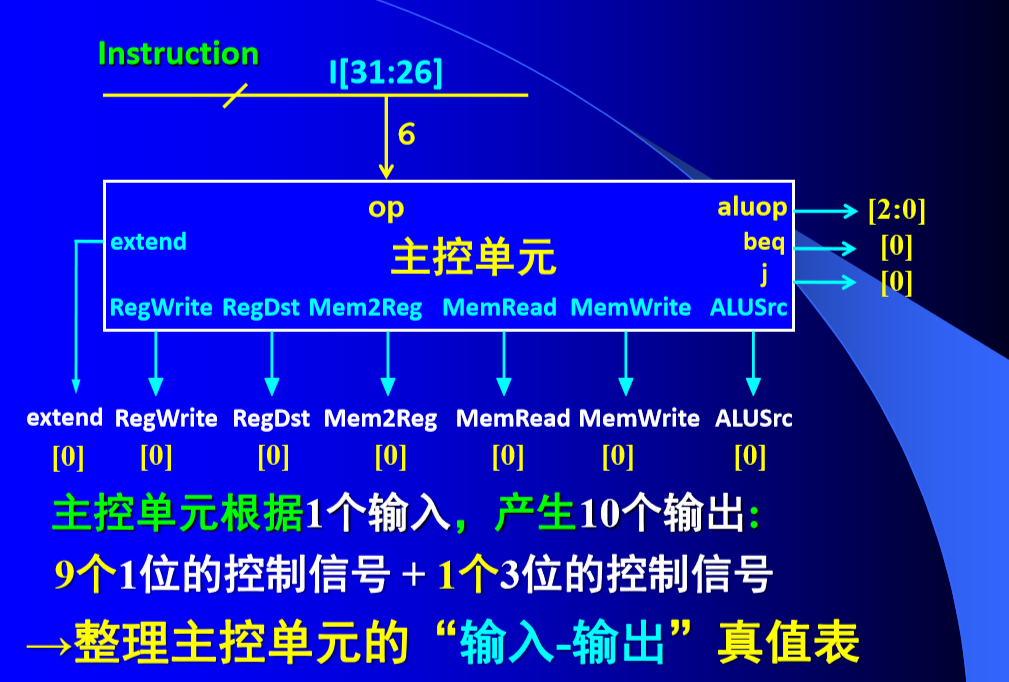 Instruction
I[31:26]
6
op
aluop
[2:0]
extend
主控单元
beq
[0]
j
[0]
RegWrite RegDst Mem2Reg MemRead MemWrite ALUSrc
extend RegWrite RegDst Mem2Reg MemRead MemWrite ALUSrc
[0] [0] [0] [0] [0] [0] [0]
主控单元根据1个输入，产生10个输出:
9个1位的控制信号 + 1个3位的控制信号
→整理主控单元的“输入-输出”真值表